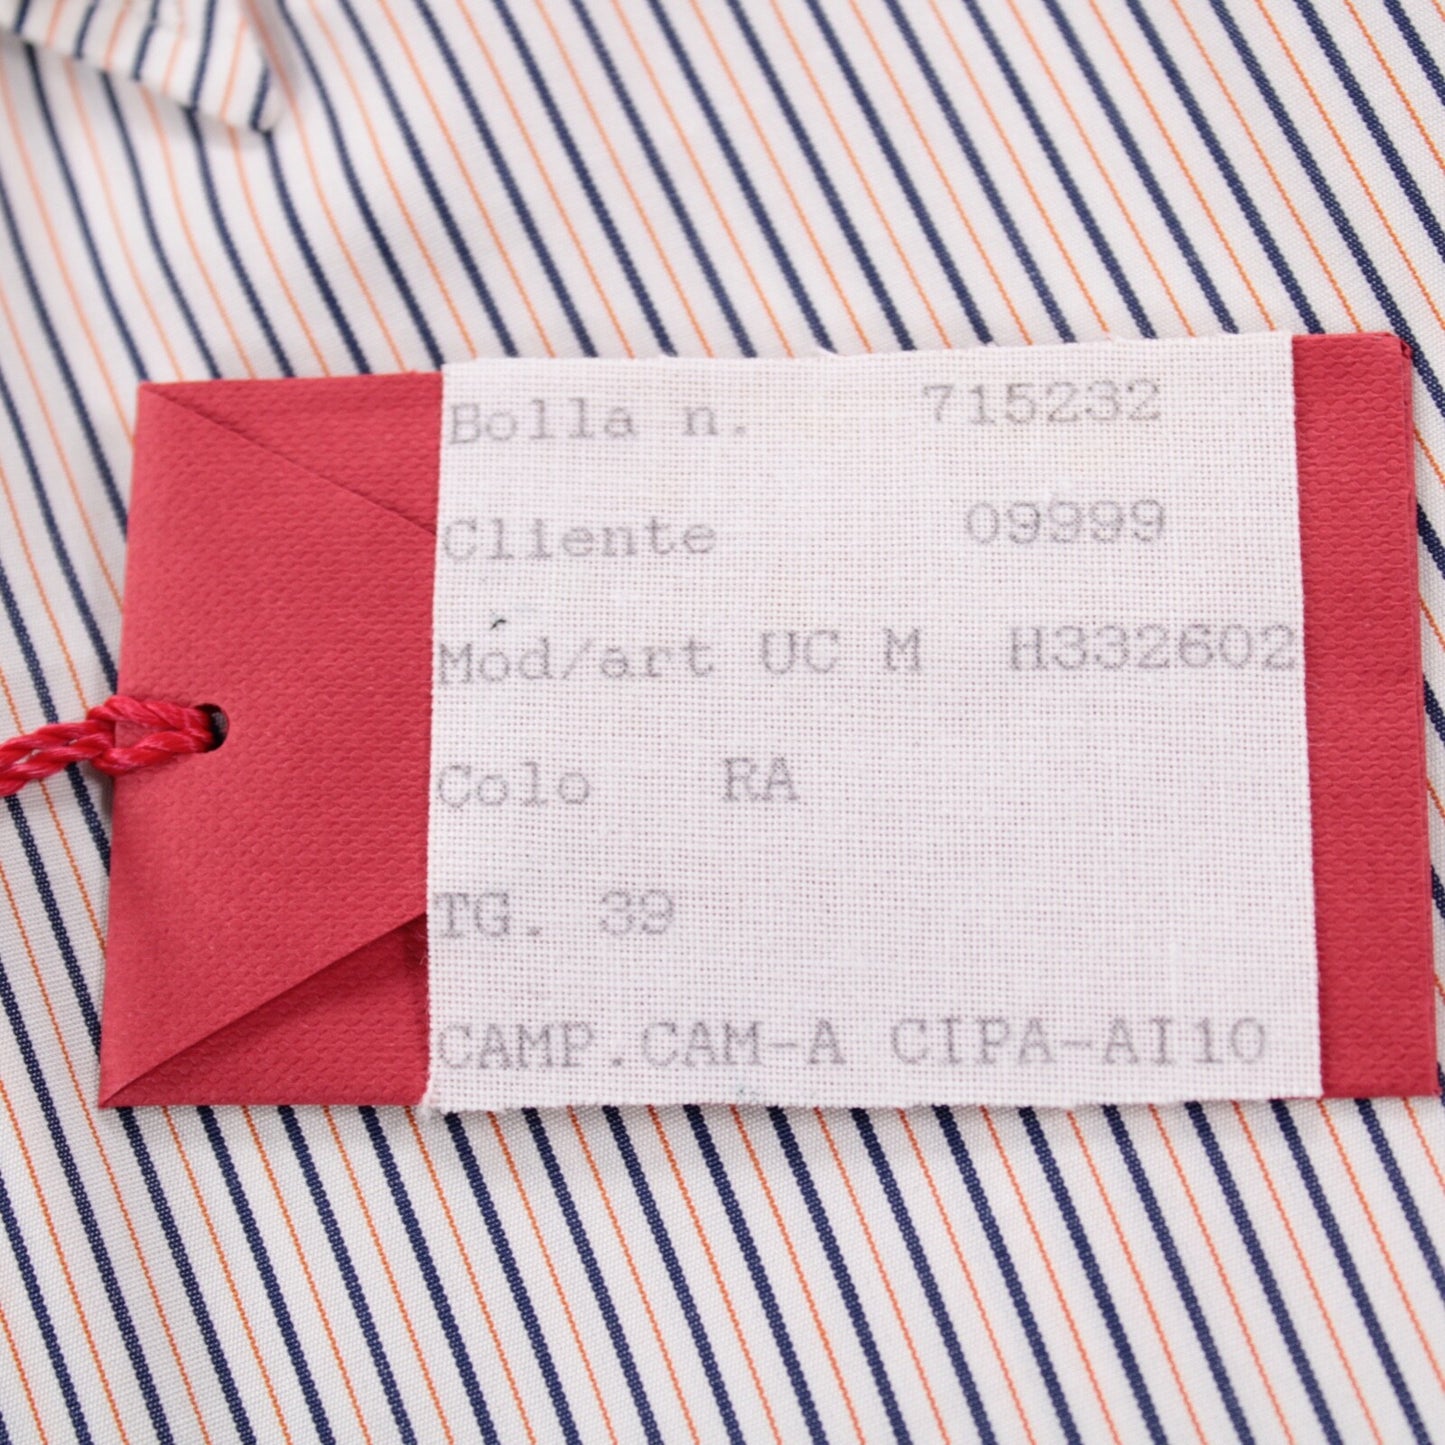 Bolla n. 715232
Cliente 09999
Mod/art UC M H332602
Colo RA
TG. 39
CAMP.CAM-A CIPA-AI10